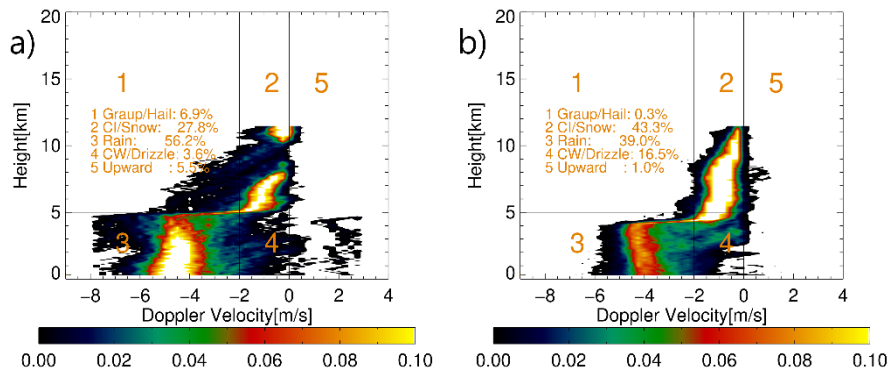 a)
20
15
10
5
0
Height[km]
1
2
5
1 Graup/Hail: 6.9%
2 CI/Snow: 27.8%
3 Rain: 56.2%
4 CW/Drizzle: 3.6%
5 Upward : 5.5%
3
4
−8 −6 −4 −2 0 2 4
Doppler Velocity[m/s]
0.00 0.02 0.04 0.06 0.08 0.10
b)
20
15
10
5
0
Height[km]
1
2
5
1 Graup/Hail: 0.3%
2 CI/Snow: 43.3%
3 Rain: 39.0%
4 CW/Drizzle: 16.5%
5 Upward : 1.0%
3
4
−8 −6 −4 −2 0 2 4
Doppler Velocity[m/s]
0.00 0.02 0.04 0.06 0.08 0.10